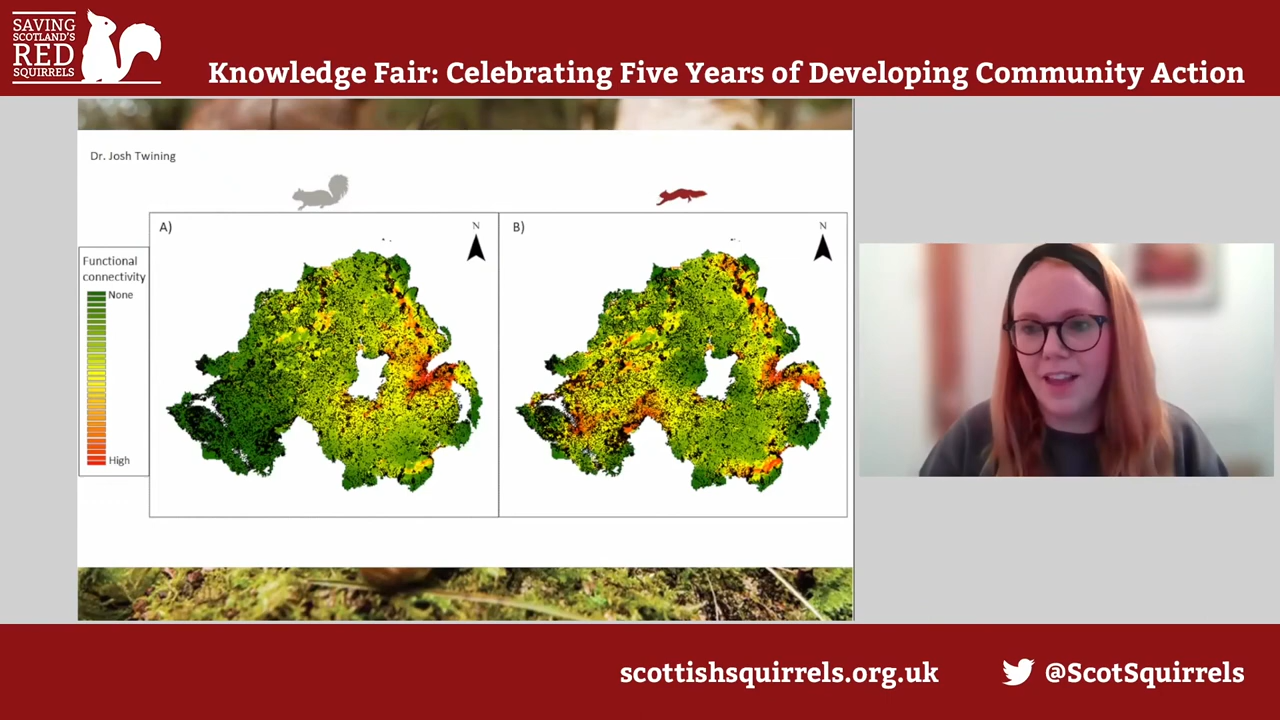 SAVING
SCOTLAND'S
RED
SQUIRRELS
Knowledge Fair: Celebrating Five Years of Developing Community Action
Dr. Josh Twining
A)
N
B)
N
Functional
connectivity
None
High
scottishsquirrels.org.uk
@ScotSquirrels